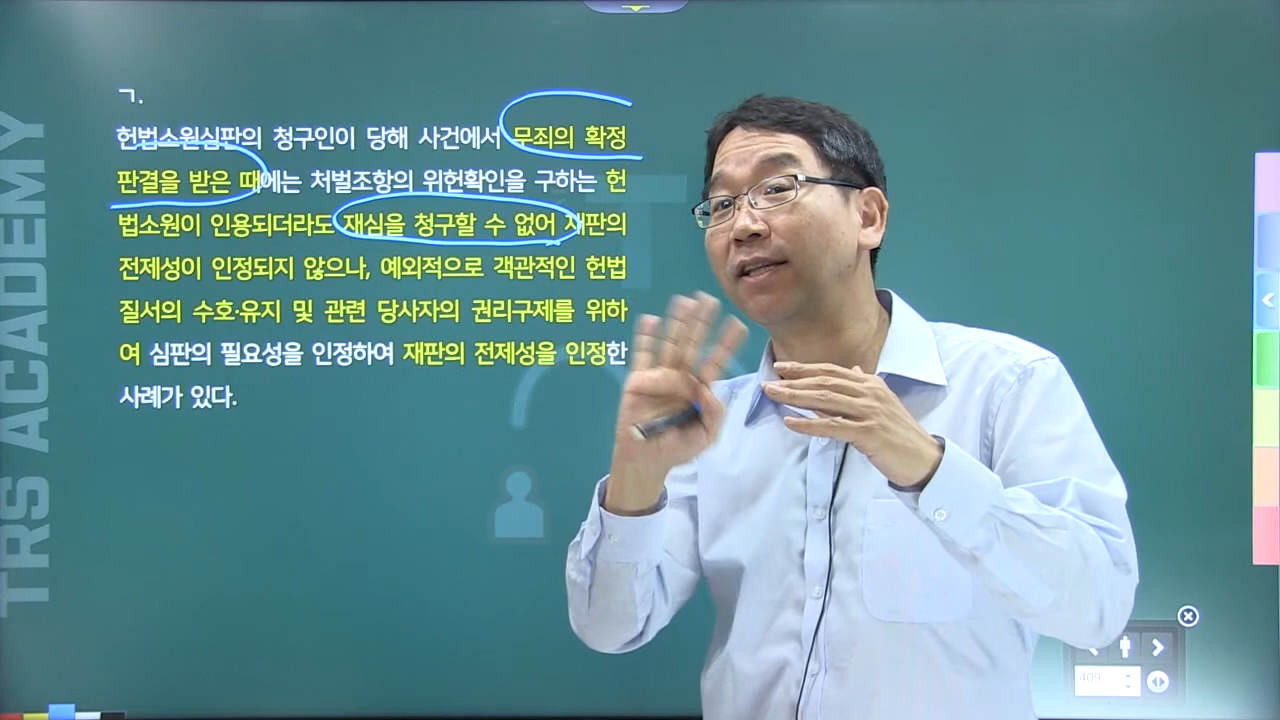 ㄱ.
헌법소원심판의 청구인이 당해 사건에서 무죄의 확정
판결을 받은 때에는 처벌조항의 위헌확인을 구하는 헌
법소원이 인용되더라도 재심을 청구할 수 없어 재판의
전제성이 인정되지 않으나, 예외적으로 객관적인 헌법
질서의 수호·유지 및 관련 당사자의 권리구제를 위하
여 심판의 필요성을 인정하여 재판의 전제성을 인정한
사례가 있다.
TRS ACADEMY
409